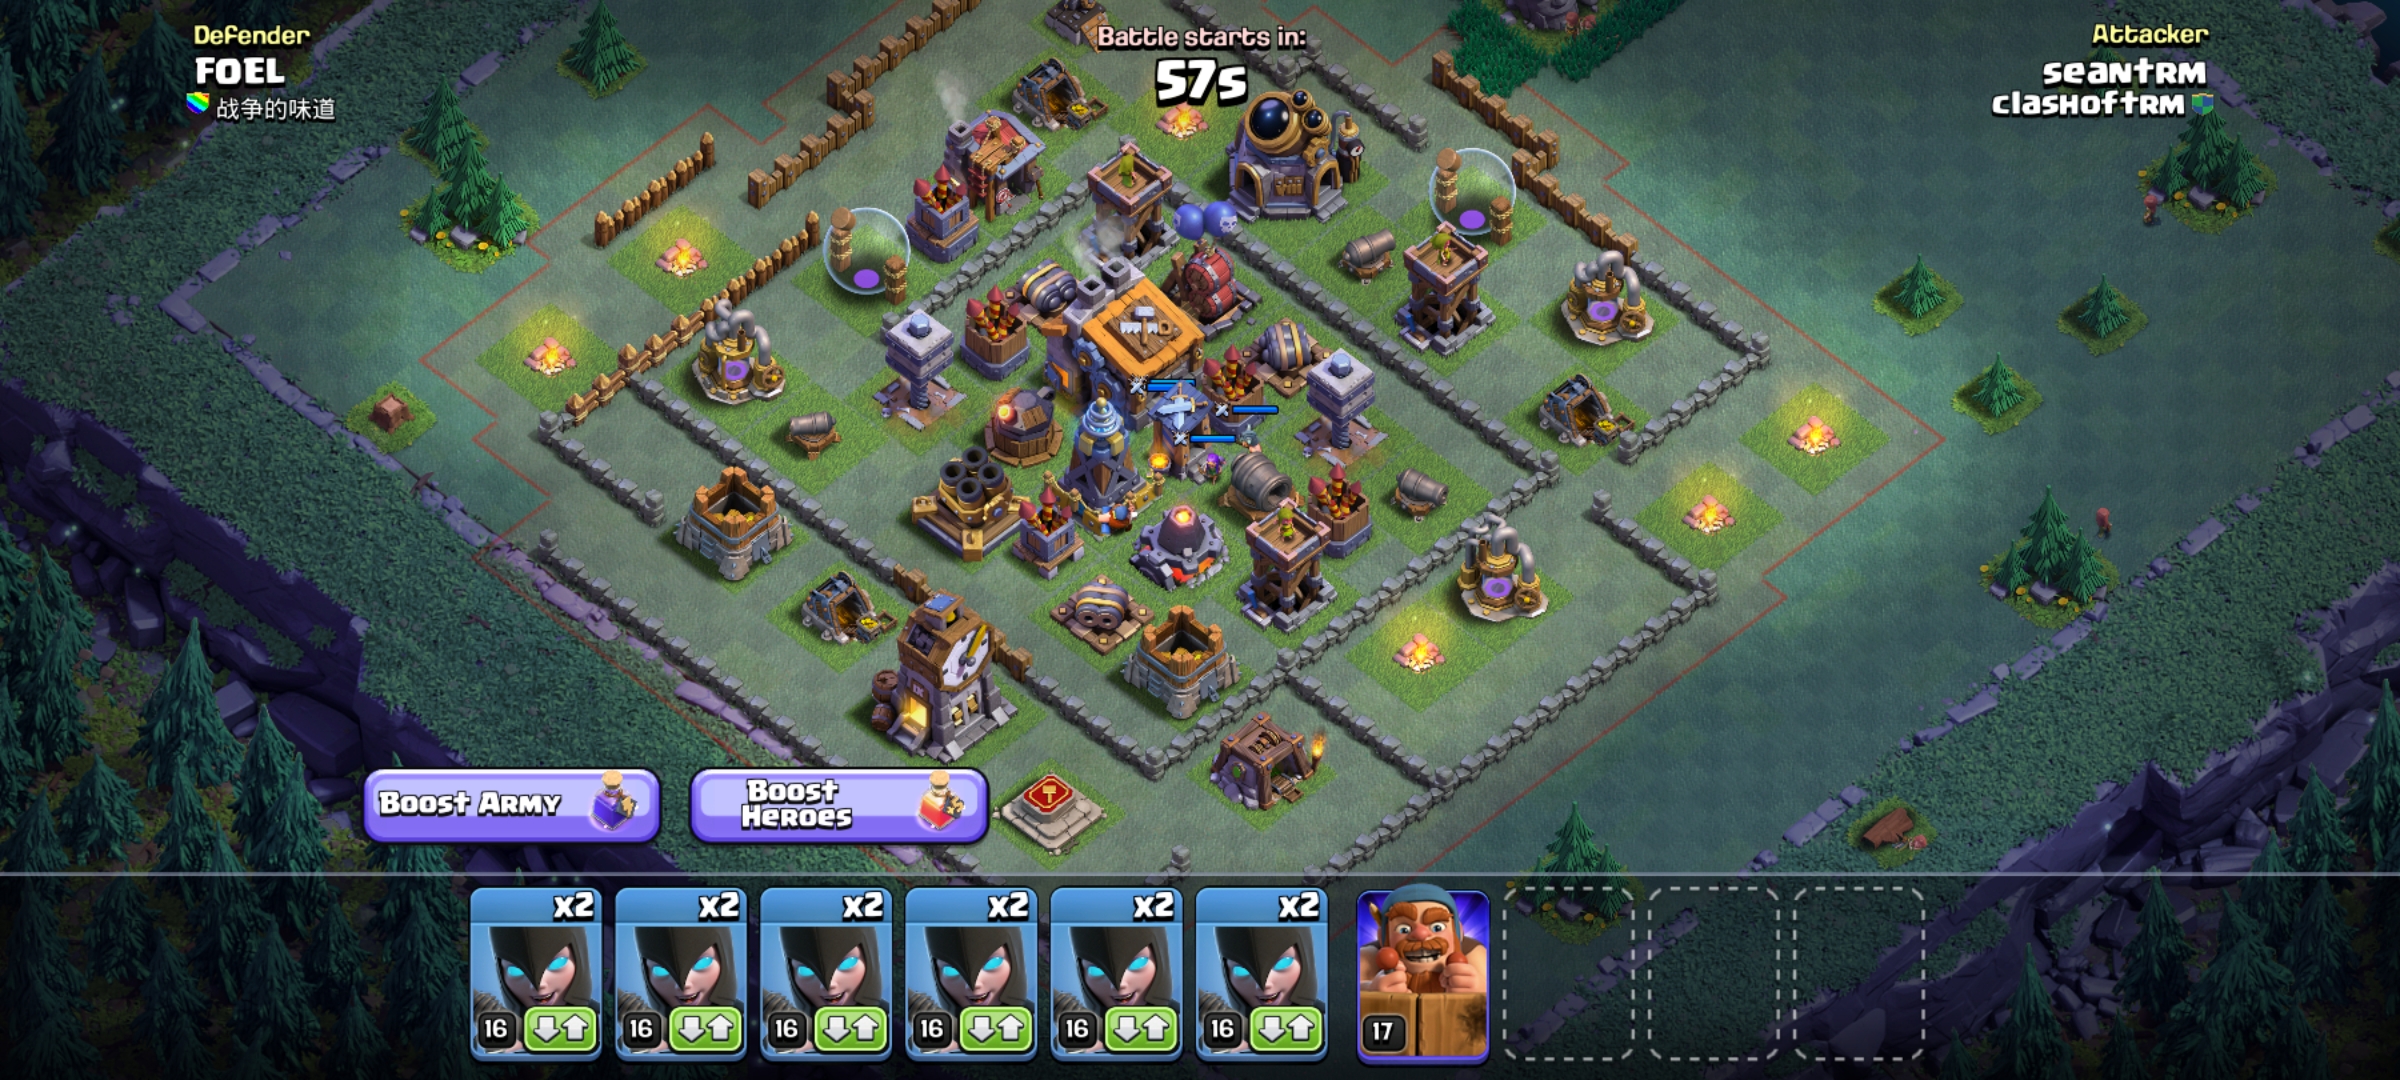 Defender
FOEL
战争的味道
Battle starts in:
57s
Attacker
seantRM
clashoftRM
Boost Army
Boost
Heroes
x2
x2
x2
x2
x2
x2
16
16
16
16
16
16
17